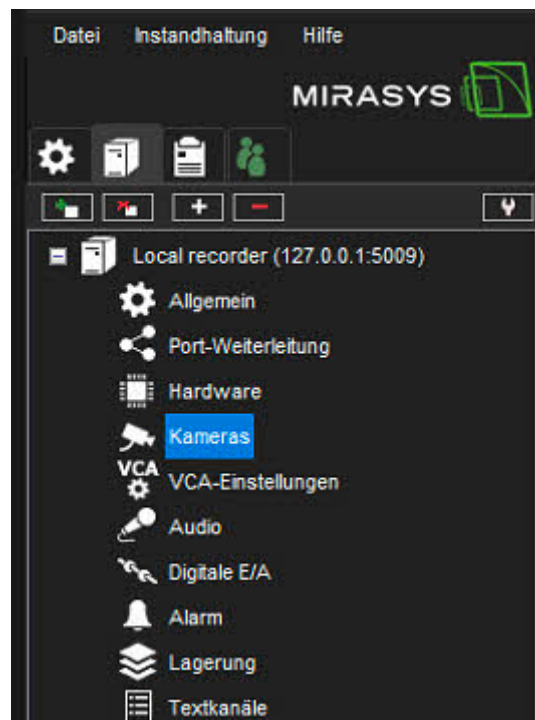 Datei Instandhaltung Hilfe
MIRASYS
Local recorder (127.0.0.1:5009)
Allgemein
Port-Weiterleitung
Hardware
Kameras
VCA
VCA-Einstellungen
Audio
Digitale E/A
Alarm
Lagerung
Textkanäle